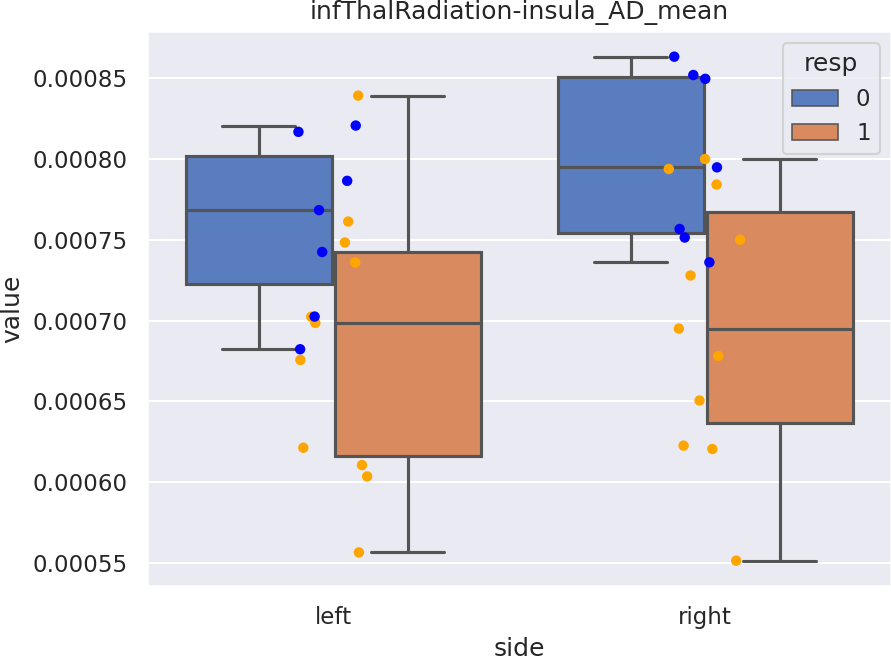 infThalRadiation-insula_AD_mean
resp
0
1
0.00085
0.00080
0.00075
0.00070
0.00065
0.00060
0.00055
value
left right
side